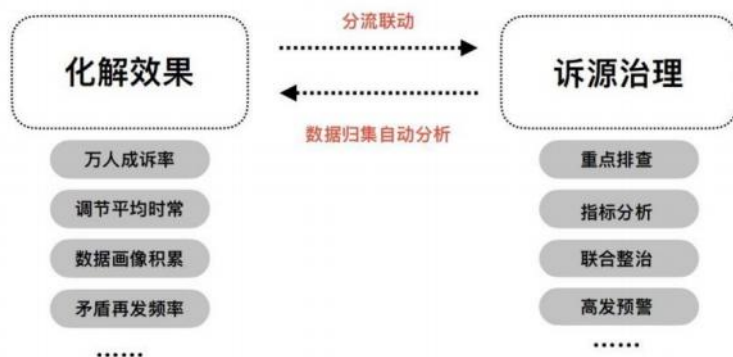 分流联动
化解效果
诉源治理
数据归集自动分析
万人成诉率
调节平均时常
数据画像积累
矛盾再发频率
......
重点排查
指标分析
联合整治
高发预警
......